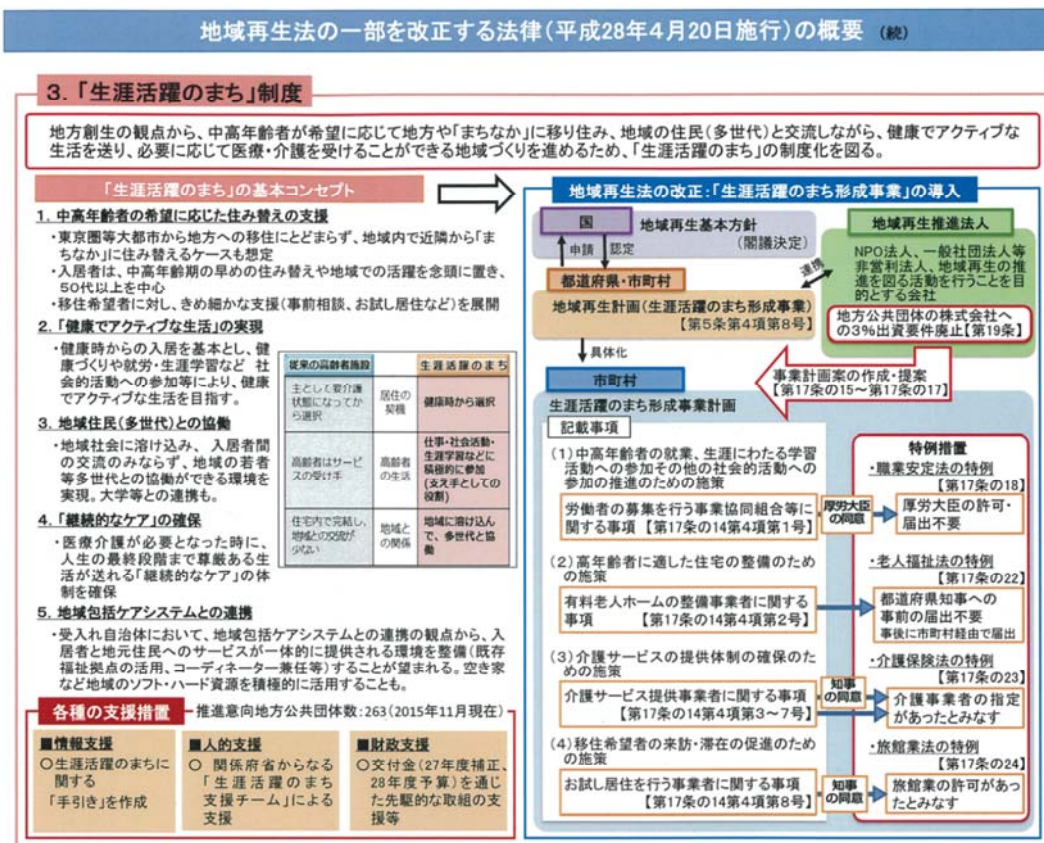 地域再生法の一部を改正する法律(平成28年4月20日施行)の概要 (続)
3.「生涯活躍のまち」制度
地方創生の観点から、中高年齢者が希望に応じて地方や「まちなか」に移り住み、地域の住民(多世代)と交流しながら、健康でアクティブな
生活を送り、必要に応じて医療・介護を受けることができる地域づくりを進めるため、「生涯活躍のまち」の制度化を図る。
「生涯活躍のまち」の基本コンセプト
1. 中高年齢者の希望に応じた住み替えの支援
・東京圏等大都市から地方への移住にとどまらず、地域内で近隣から「ま
ちなか」に住み替えるケースも想定
・入居者は、中高年齢期の早めの住み替えや地域での活躍を念頭に置き、
50代以上を中心
・移住希望者に対し、きめ細かな支援(事前相談、お試し居住など)を展開
2. 「健康でアクティブな生活」の実現
・健康時からの入居を基本とし、健
康づくりや就労・生涯学習など 社
会的活動への参加等により、健康
でアクティブな生活を目指す。
3. 地域住民(多世代)との協働
・地域社会に溶け込み、入居者間
の交流のみならず、地域の若者
等多世代との協働ができる環境を
実現。大学等との連携も。
4. 「継続的なケア」の確保
・医療介護が必要となった時に、
人生の最終段階まで尊厳ある生
活が送れる「継続的なケア」の体
制を確保
従来の高齢者施設
生涯活躍のまち
主として要介護
状態になってか
ら選択
居住の
契機
健康時から選択
高齢者はサービ
スの受け手
高齢者
の生活
仕事・社会活動・
生涯学習などに
積極的に参加
(支え手としての
役割)
住宅内で完結し、
地域との交流が
少ない
地域と
の関係
地域に溶け込ん
で、多世代と協
働
5. 地域包括ケアシステムとの連携
・受入れ自治体において、地域包括ケアシステムとの連携の観点から、入
居者と地元住民へのサービスが一体的に提供される環境を整備(既存
福祉拠点の活用、コーディネーター兼任等)することが望まれる。空き家
など地域のソフト・ハード資源を積極的に活用することも。
各種の支援措置
推進意向地方公共団体数:263(2015年11月現在)
■情報支援
○生涯活躍のまちに
関する
「手引き」を作成
■人的支援
○ 関係府省からなる
「生涯活躍のまち
支援チーム」による
支援
■財政支援
○交付金(27年度補正、
28年度予算)を通じ
た先駆的な取組の支
援等
地域再生法の改正:「生涯活躍のまち形成事業」の導入
国
地域再生基本方針
(閣議決定)
申請
認定
都道府県・市町村
地域再生計画(生涯活躍のまち形成事業)
【第5条第4項第8号】
連携
地域再生推進法人
NPO法人、一般社団法人等
非営利法人、地域再生の推
進を図る活動を行うことを目
的とする会社
地方公共団体の株式会社へ
の3%出資要件廃止【第19条】
具体化
市町村
事業計画案の作成・提案
【第17条の15~第17条の17】
生涯活躍のまち形成事業計画
記載事項
(1)中高年齢者の就業、生涯にわたる学習
活動への参加その他の社会的活動への
参加の推進のための施策
労働者の募集を行う事業協同組合等に
関する事項 【第17条の14第4項第1号】
厚労大臣
の同意
(2)高年齢者に適した住宅の整備のため
の施策
有料老人ホームの整備事業者に関する
事項 【第17条の14第4項第2号】
(3)介護サービスの提供体制の確保のた
めの施策
介護サービス提供事業者に関する事項
【第17条の14第4項第3~7号】
知事
の同意
(4)移住希望者の来訪・滞在の促進のため
の施策
お試し居住を行う事業者に関する事項
【第17条の14第4項第8号】
知事
の同意
特例措置
・職業安定法の特例
【第17条の18】
厚労大臣の許可・
届出不要
・老人福祉法の特例
【第17条の22】
都道府県知事への
事前の届出不要
事後に市町村経由で届出
・介護保険法の特例
【第17条の23】
介護事業者の指定
があったとみなす
・旅館業法の特例
【第17条の24】
旅館業の許可があっ
たとみなす